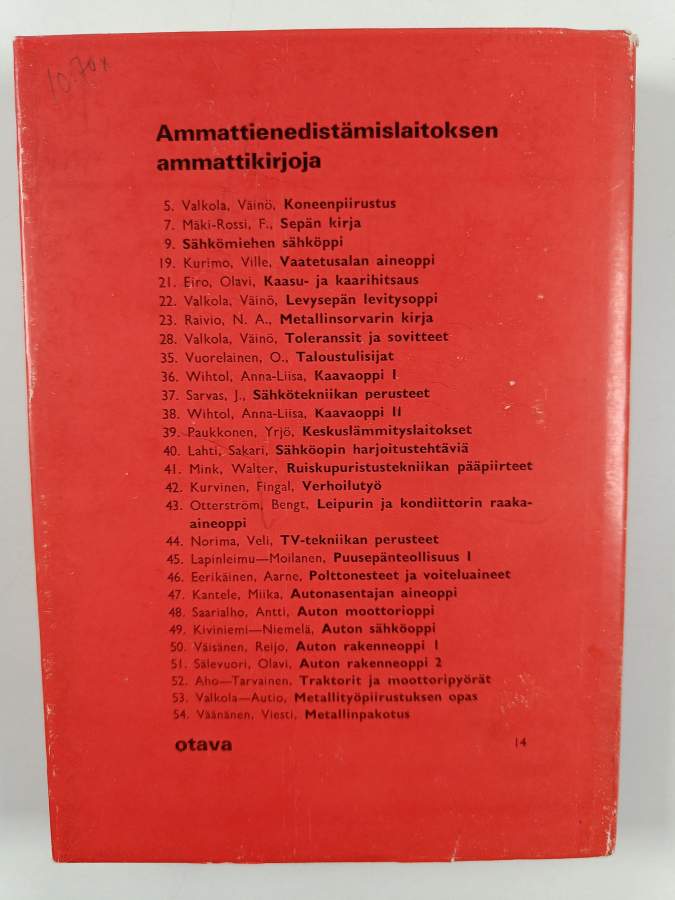 10.70x
Ammattienedistämislaitoksen
ammattikirjoja
5. Valkola, Väinö, Koneenpiirustus
7. Mäki-Rossi, F., Sepän kirja
9. Sähkömiehen sähköppi
19. Kurimo, Ville, Vaatetusalan aineoppi
21. Eiro, Olavi, Kaasu- ja kaarihitsaus
22. Valkola, Väinö, Levysepän levitysoppi
23. Raivio, N. A., Metallinsorvarin kirja
28. Valkola, Väinö, Toleranssit ja sovitteet
35. Vuorelainen, O., Taloustulisijat
36. Wihtol, Anna-Liisa, Kaavaoppi I
37. Sarvas, J., Sähkötekniikan perusteet
38. Wihtol, Anna-Liisa, Kaavaoppi II
39. Paukkonen, Yrjö, Keskuslämmityslaitokset
40. Lahti, Sakari, Sähköopin harjoitustehtäviä
41. Mink, Walter, Ruiskupuristustekniikan pääpiirteet
42. Kurvinen, Fingal, Verhoilutyö
43. Otterström, Bengt, Leipurin ja kondiittorin raaka-
aineoppi
44. Norima, Veli, TV-tekniikan perusteet
45. Lapinleimu—Moilanen, Puusepänteollisuus I
46. Eerikäinen, Aarne, Polttonesteet ja voiteluaineet
47. Kantele, Miika, Autonasentajan aineoppi
48. Saarialho, Antti, Auton moottorioppi
49. Kiviniemi—Niemelä, Auton sähköoppi
50. Väisänen, Reijo, Auton rakenneoppi 1
51. Sälevuori, Olavi, Auton rakenneoppi 2
52. Aho—Tarvainen, Traktorit ja moottoripyörät
53. Valkola—Autio, Metallityöpiirustuksen opas
54. Väänänen, Viesti, Metallinpakotus
otava
14